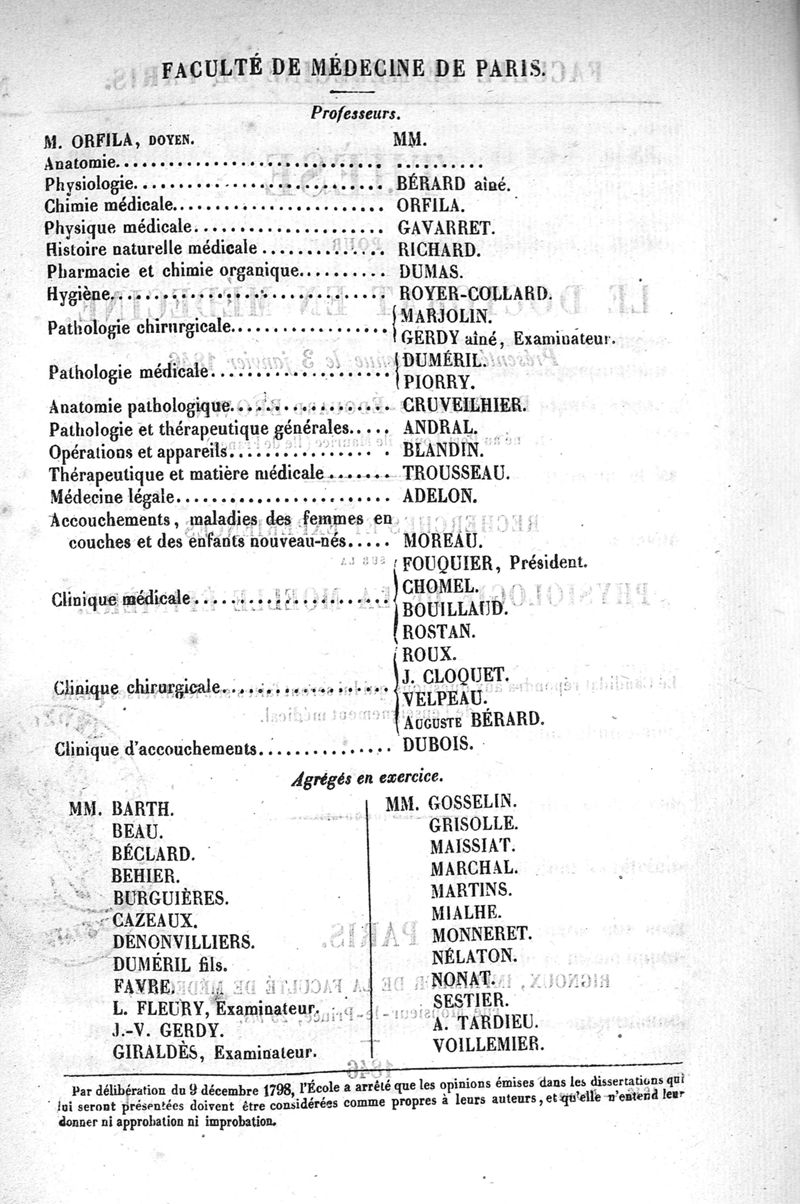 FACULTÉ DE MÉDECINE DE PARIS.
Professeurs.
M. ORFILA, DOYEN. MM.
Anatomie.......................................
Physiologie........................... BÉRARD aîné.
Chimie médicale....................... ORFILA.
Physique médicale..................... GAVARRET.
Histoire naturelle médicale ............. RICHARD.
Pharmacie et chimie organique.......... DUMAS.
Hygiène............................... ROYER-COLLARD.
Pathologie chirurgicale................. { MARJOLIN.
GERDY aîné, Examinateur.
Pathologie médicale.................... { DUMÉRIL.
PIORRY.
Anatomie pathologique.................. CRUVEILHIER.
Pathologie et thérapeutique générales..... ANDRAL.
Opérations et appareils................. BLANDIN.
Thérapeutique et matière médicale ....... TROUSSEAU.
Médecine légale........................ ADELON.
Accouchements, maladies des femmes en
couches et des enfants nouveau-nés..... MOREAU.
Clinique médicale ...................... { FOUQUIER, Président.
CHOMEL.
BOUILLAUD.
ROSTAN.
Clinique chirurgicale................... { ROUX.
J. CLOQUET.
VELPEAU.
AUGUSTE BÉRARD.
Clinique d'accouchements............... DUBOIS.
Agrégés en exercice.
MM. BARTH.
BEAU.
BÉCLARD.
BEHIER.
BURGUIÈRES.
CAZEAUX.
DENONVILLIERS.
DUMÉRIL fils.
FAVRE.
L. FLEURY, Examinateur.
J.-V. GERDY.
GIRALDÈS, Examinateur.
MM. GOSSELIN.
GRISOLLE.
MAISSIAT.
MARCHAL.
MARTINS.
MIALHE.
MONNERET.
NÉLATON.
NONAT.
SESTIER.
A. TARDIEU.
VOILLEMIER.
Par délibération du 9 décembre 1798, l'École a arrêté que les opinions émises dans les dissertations qui
lui seront présentées doivent être considérées comme propres à leurs auteurs, et qu'elle n'entend leur
donner ni approbation ni improbation.